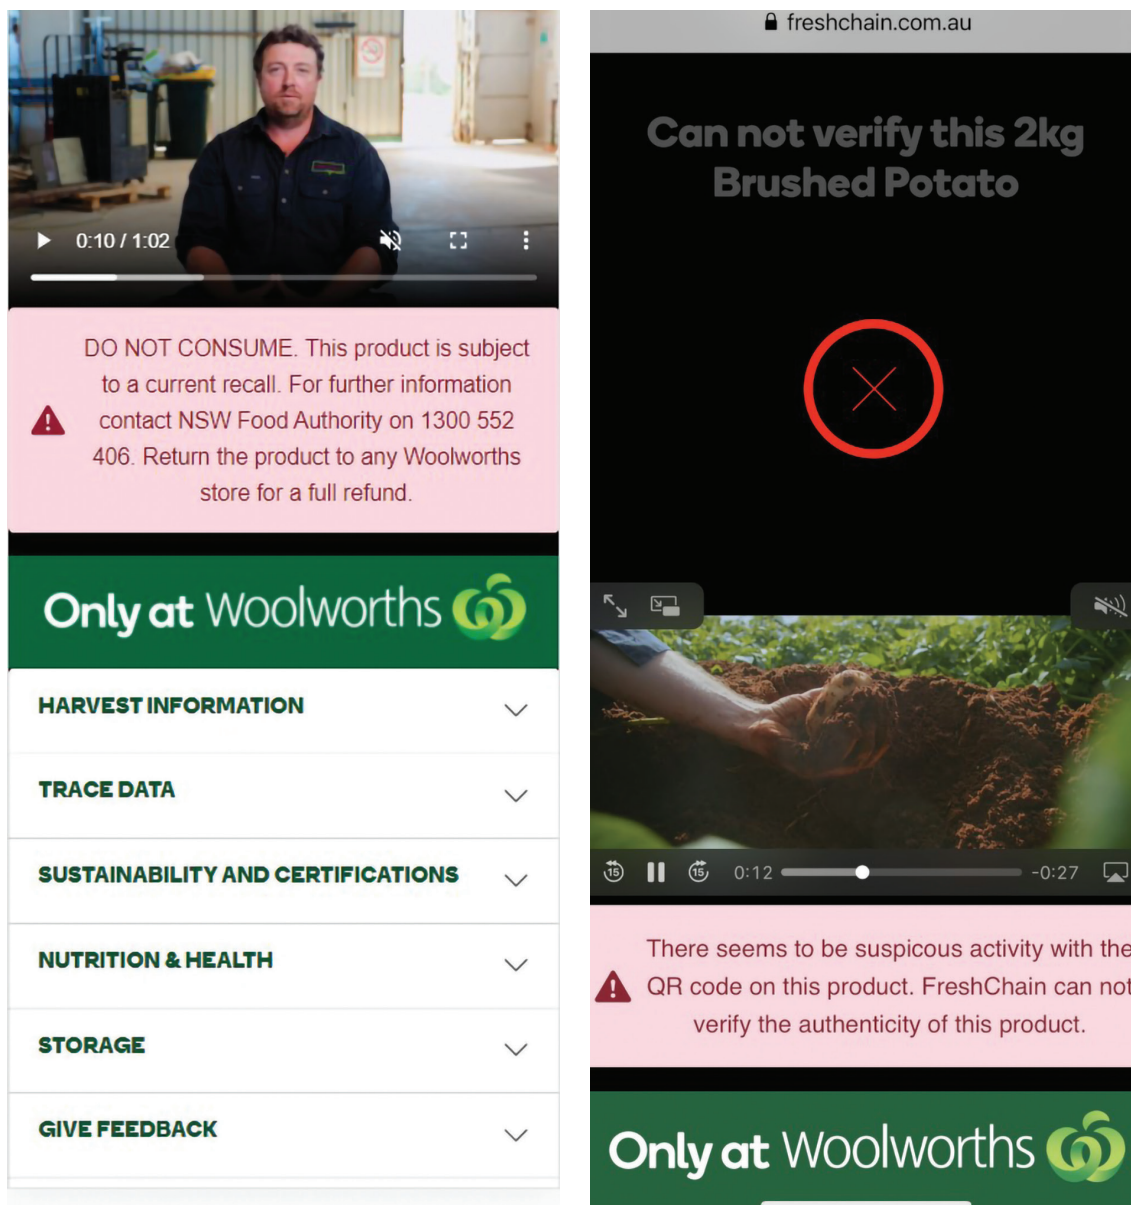 0:10 / 1:02
DO NOT CONSUME. This product is subject
to a current recall. For further information
contact NSW Food Authority on 1300 552
406. Return the product to any Woolworths
store for a full refund.
Only at Woolworths
HARVEST INFORMATION
TRACE DATA
SUSTAINABILITY AND CERTIFICATIONS
NUTRITION & HEALTH
STORAGE
GIVE FEEDBACK
freshchain.com.au
Can not verify this 2kg
Brushed Potato
15
15
0:12
-0:27
There seems to be suspicous activity with the
QR code on this product. FreshChain can not
verify the authenticity of this product.
Only at Woolworths